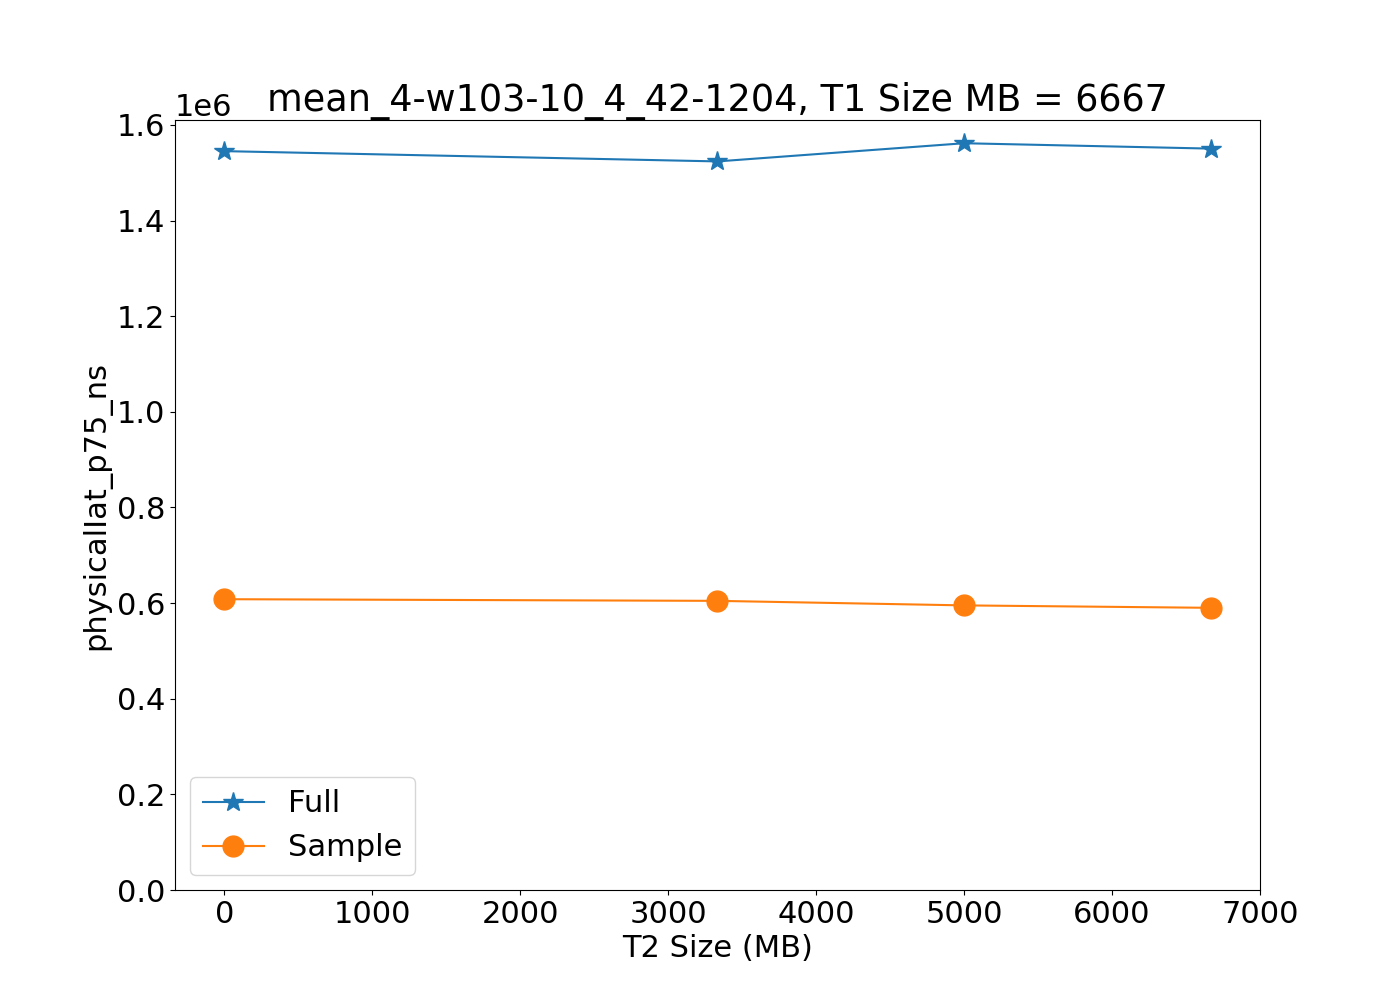 mean_4-w103-10_4_42-1204, T1 Size MB = 6667
1e6
1.6
1.4
1.2
1.0
0.8
0.6
0.4
0.2
0.0
physicallat_p75_ns
Full
Sample
0 1000 2000 3000 4000 5000 6000 7000
T2 Size (MB)